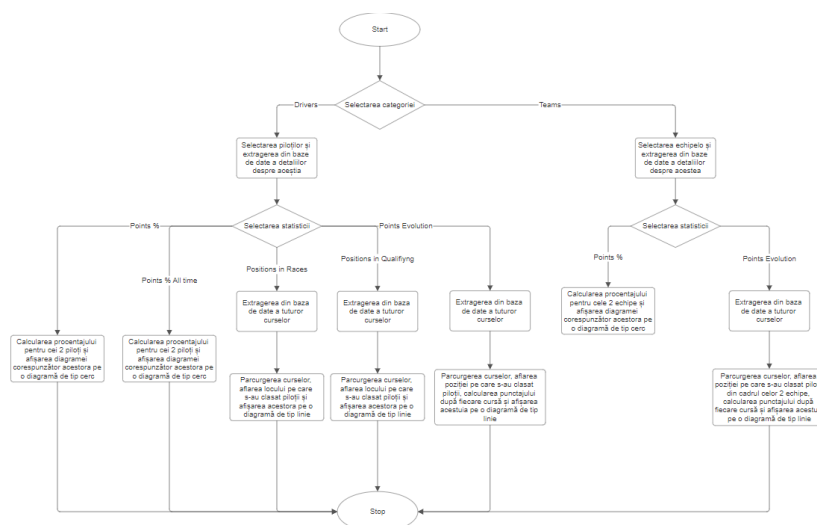 Start
Selectarea categoriei
Drivers
Teams
Selectarea piloților și
extragerea din baze
de date a detaliilor
despre aceștia
Selectarea echipelo și
extragerea din baze
de date a detaliilor
despre acestea
Selectarea statisticii
Points %
Points % All time
Positions in Races
Positions in Qualifiyng
Points Evolution
Selectarea statisticii
Points %
Points Evolution
Calcularea procentajului
pentru cei 2 piloți și
afișarea diagramei
corespunzător acestora pe
o diagramă de tip cerc
Calcularea procentajului
pentru cei 2 piloți și
afișarea diagramei
corespunzător acestora pe
o diagramă de tip cerc
Extragerea din baza
de date a tuturor
curselor
Extragerea din baza
de date a tuturor
curselor
Extragerea din baza
de date a tuturor
curselor
Calcularea procentajului
pentru cele 2 echipe și
afișarea diagramei
corespunzător acestora pe
o diagramă de tip cerc
Extragerea din baza
de date a tuturor
curselor
Parcurgerea curselor,
aflarea locului pe care
s-au clasat piloții și
afișarea acestora pe o
diagramă de tip linie
Parcurgerea curselor,
aflarea locului pe care
s-au clasat piloții și
afișarea acestora pe o
diagramă de tip linie
Parcurgerea curselor, aflarea
poziției pe care s-au clasat
piloții, calcularea punctajului
după fiecare cursă și afișarea
acestuia pe o diagramă de tip
linie
Parcurgerea curselor, aflarea
poziției pe care s-au clasat pilo
din cadrul celor 2 echipe,
calcularea punctajului după
fiecare cursă și afișarea acestu
pe o diagramă de tip linie
Stop